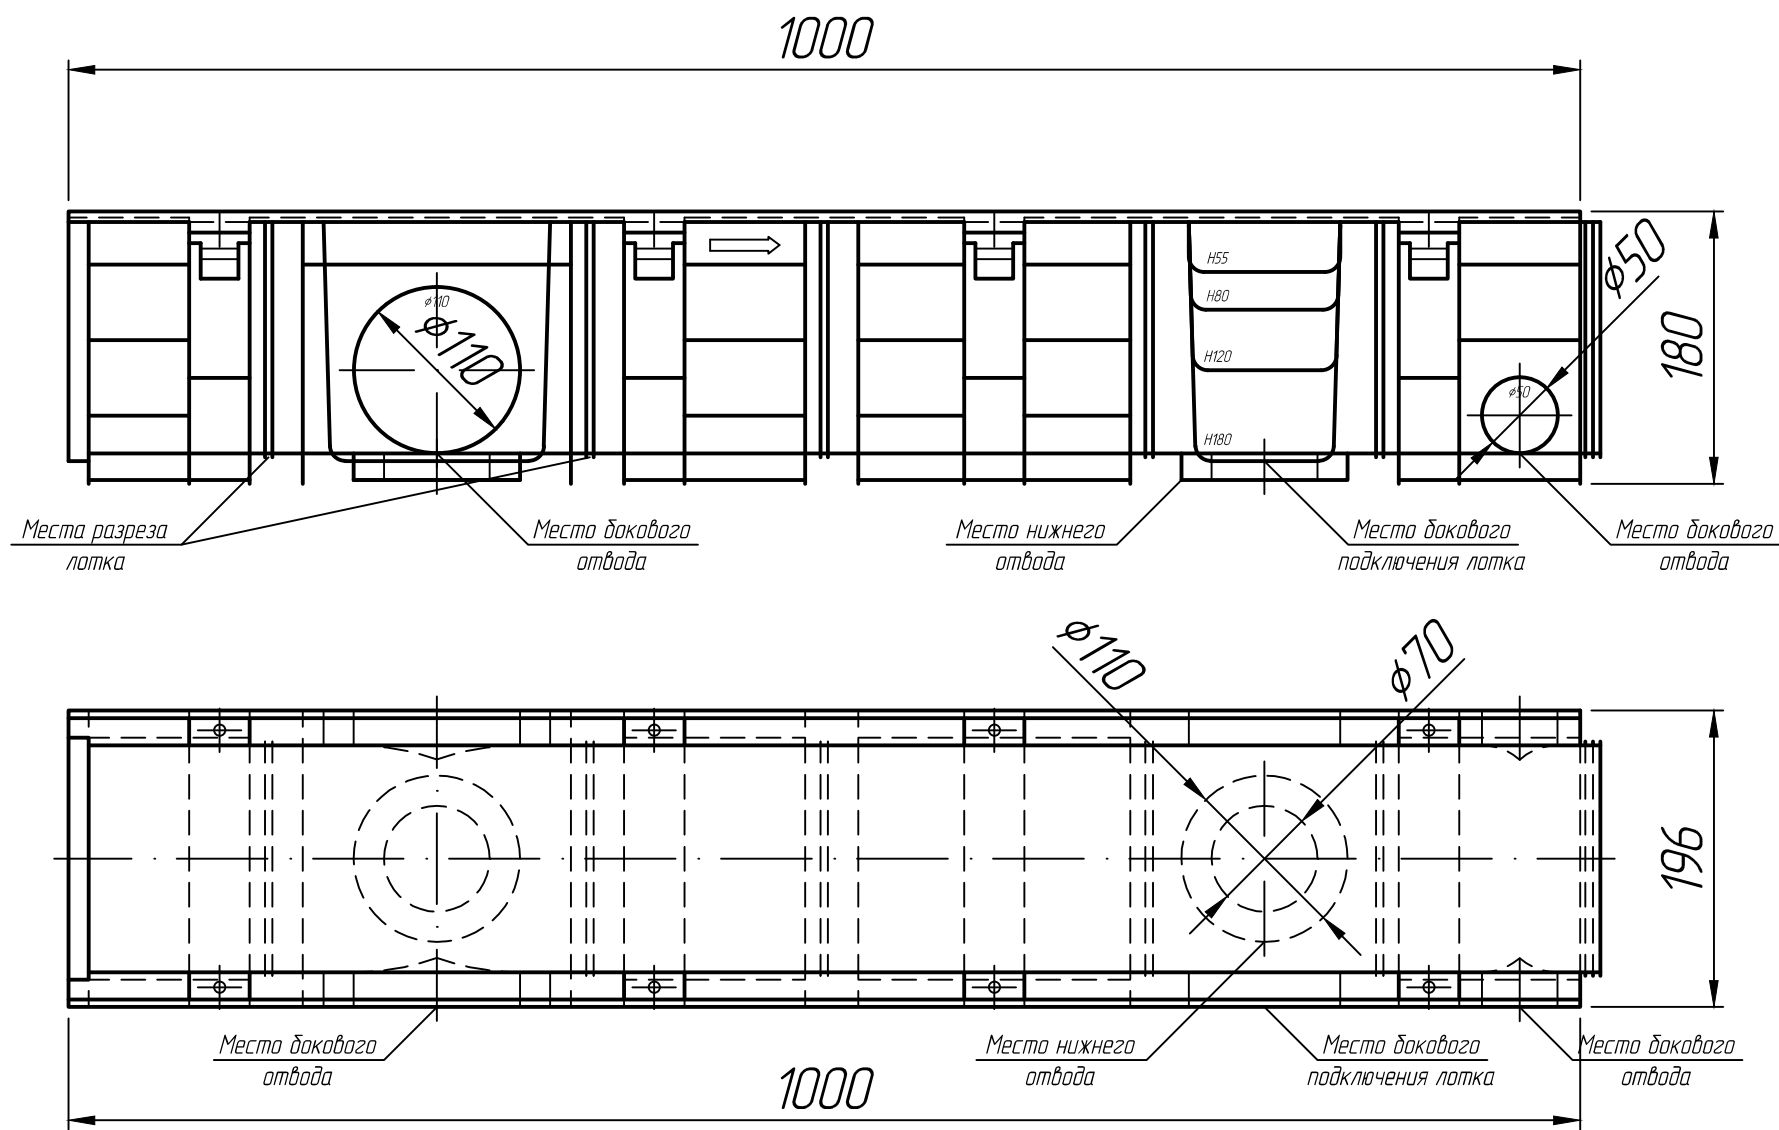 1000
H55
H80
H120
H180
ø110
ø110
ø50
ø50
180
Места разреза
лотка
Место бокового
отвода
Место нижнего
отвода
Место бокового
подключения лотка
Место бокового
отвода
ø110
ø70
196
Место бокового
отвода
Место нижнего
отвода
Место бокового
подключения лотка
Место бокового
отвода
1000